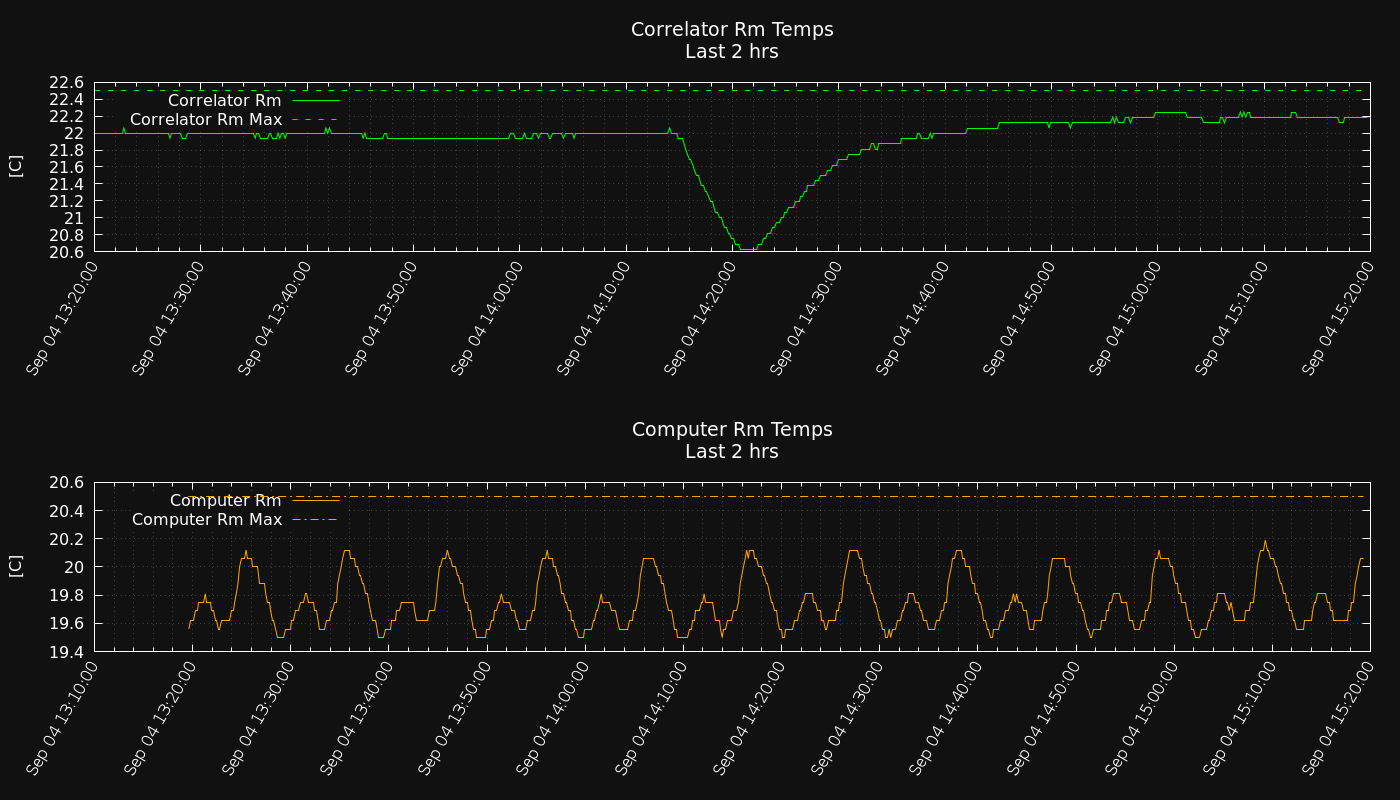 Correlator Rm Temps
Last 2 hrs
22.6
22.4
22.2
22
21.8
21.6
21.4
21.2
21
20.8
20.6
[C]
Correlator Rm
Correlator Rm Max
Sep 04 13:20:00
Sep 04 13:30:00
Sep 04 13:40:00
Sep 04 13:50:00
Sep 04 14:00:00
Sep 04 14:10:00
Sep 04 14:20:00
Sep 04 14:30:00
Sep 04 14:40:00
Sep 04 14:50:00
Sep 04 15:00:00
Sep 04 15:10:00
Sep 04 15:20:00
Computer Rm Temps
Last 2 hrs
20.6
20.4
20.2
20
19.8
19.6
19.4
[C]
Computer Rm
Computer Rm Max
Sep 04 13:10:00
Sep 04 13:20:00
Sep 04 13:30:00
Sep 04 13:40:00
Sep 04 13:50:00
Sep 04 14:00:00
Sep 04 14:10:00
Sep 04 14:20:00
Sep 04 14:30:00
Sep 04 14:40:00
Sep 04 14:50:00
Sep 04 15:00:00
Sep 04 15:10:00
Sep 04 15:20:00